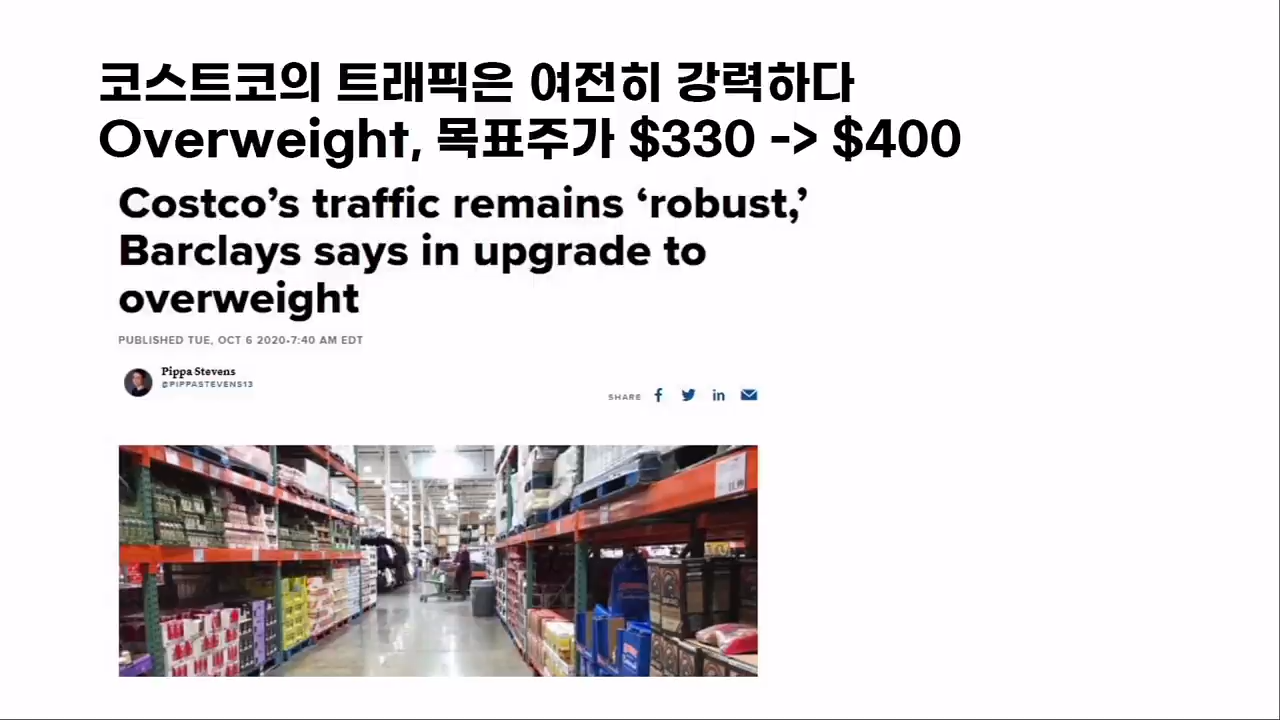 코스트코의 트래픽은 여전히 강력하다
Overweight, 목표주가 $330 -> $400
Costco’s traffic remains ‘robust,’
Barclays says in upgrade to
overweight
PUBLISHED TUE, OCT 6 2020•7:40 AM EDT
Pippa Stevens
@PIPPASTEVENS13
SHARE